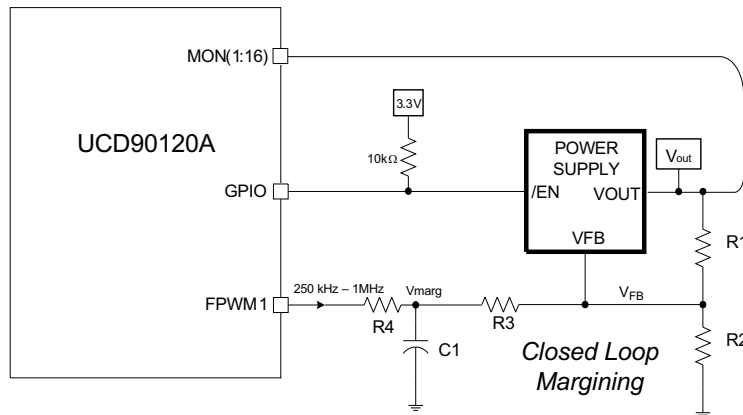 MON(1:16)
3.3V
UCD90120A
10kΩ
POWER
SUPPLY
Vout
GPIO
/EN
VOUT
VFB
R1
250 kHz – 1MHz
Vmarg
VFB
FPWM1
R4
R3
C1
R2
Closed Loop
Margining